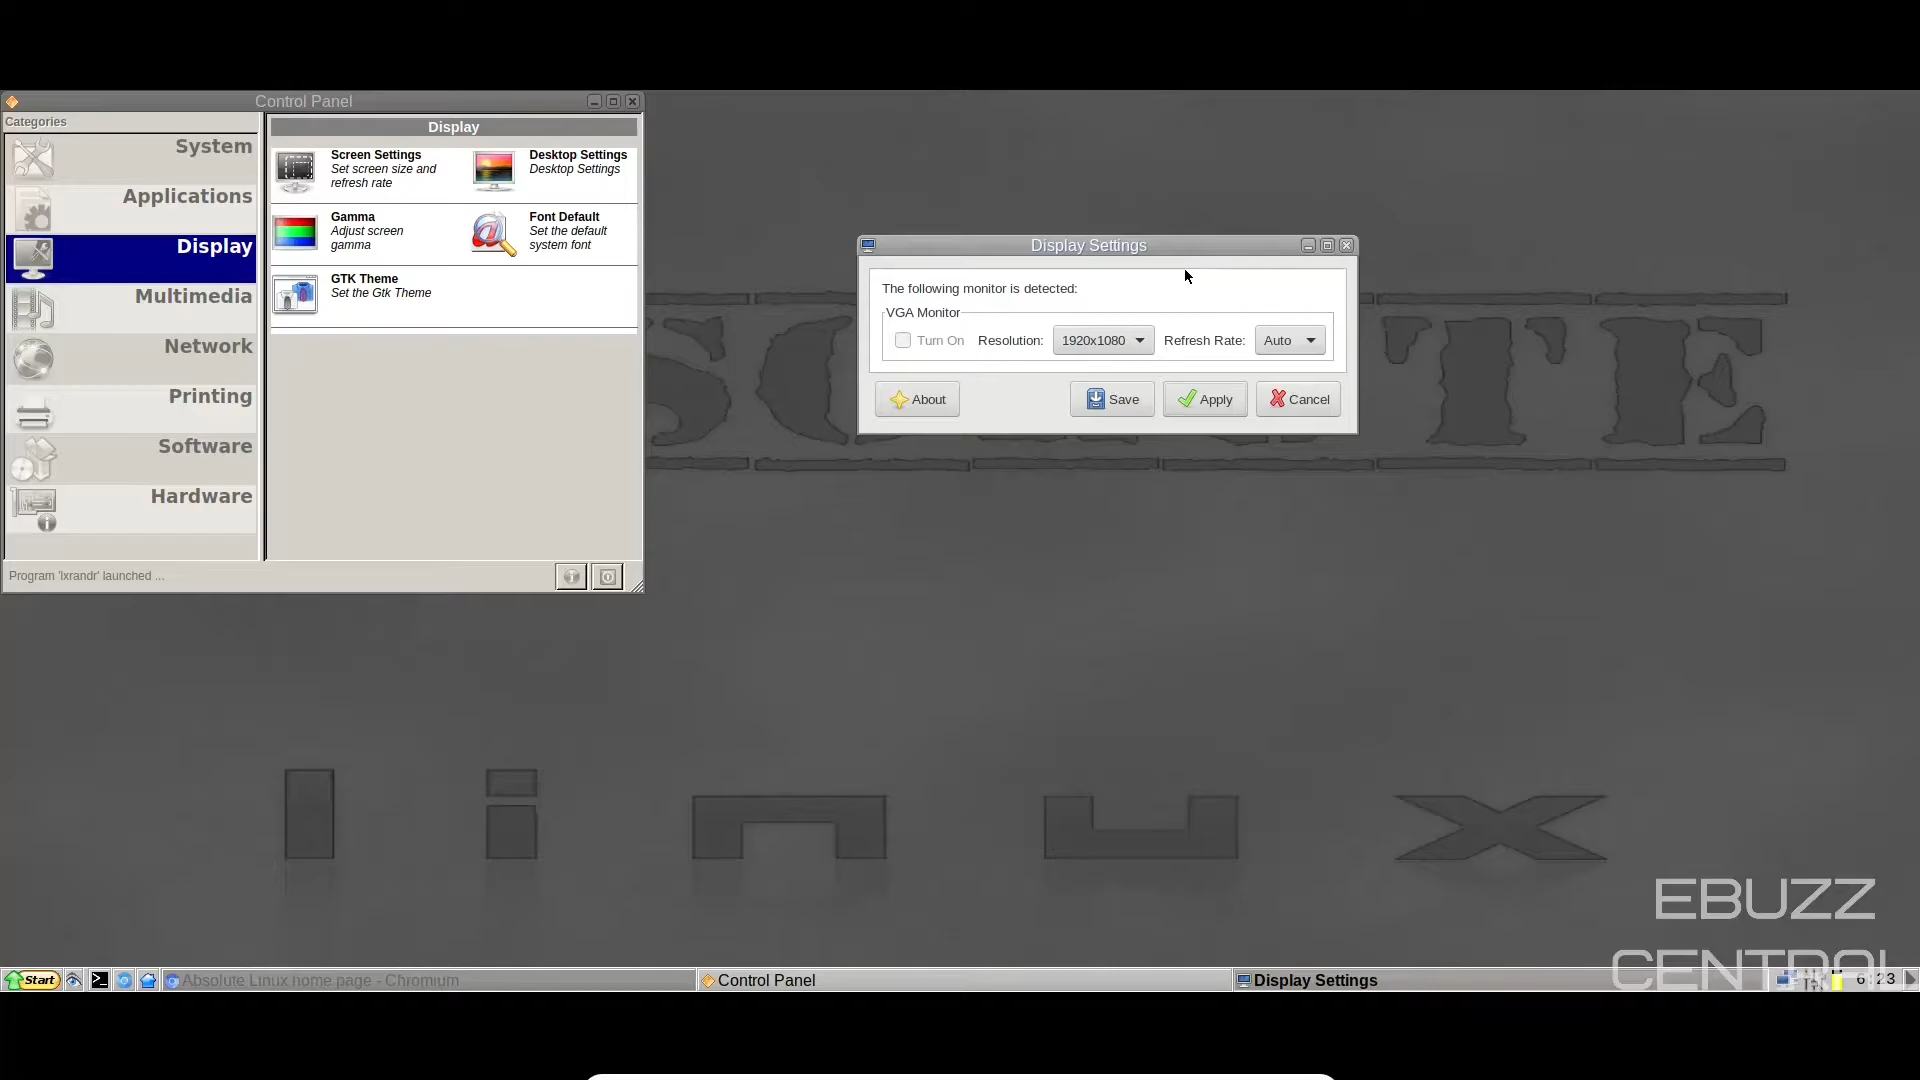 Control Panel
Categories
System
Applications
Display
Multimedia
Network
Printing
Software
Hardware
Display
Screen Settings
Set screen size and
refresh rate
Desktop Settings
Desktop Settings
Gamma
Adjust screen
gamma
Font Default
Set the default
system font
GTK Theme
Set the Gtk Theme
Program 'lxrandr' launched ...
Display Settings
The following monitor is detected:
VGA Monitor
Turn On Resolution: 1920x1080 Refresh Rate: Auto
About Save Apply Cancel
linux
EBUZZ
CENTRAL
Start Absolute Linux home page - Chromium Control Panel Display Settings 6:23